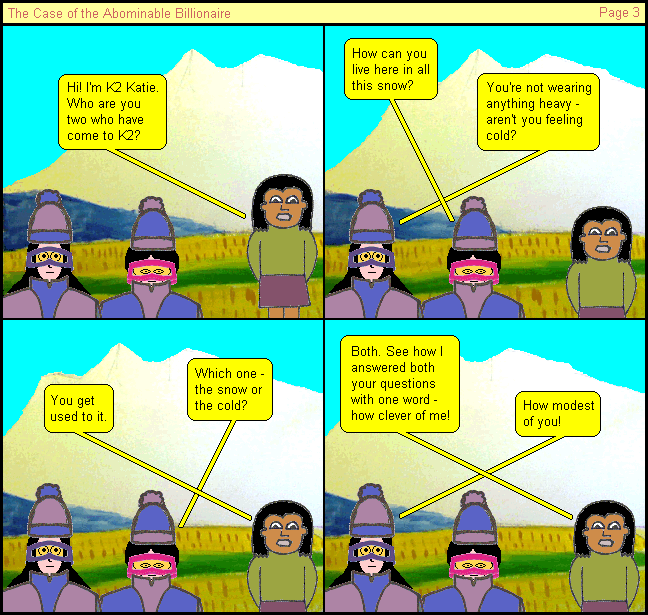 The Case of the Abominable Billionaire
Page 3
Hi! I'm K2 Katie.
Who are you
two who have
come to K2?
How can you
live here in all
this snow?
You're not wearing
anything heavy -
aren't you feeling
cold?
You get
used to it.
Which one -
the snow or
the cold?
Both. See how I
answered both
your questions
with one word -
how clever of me!
How modest
of you!